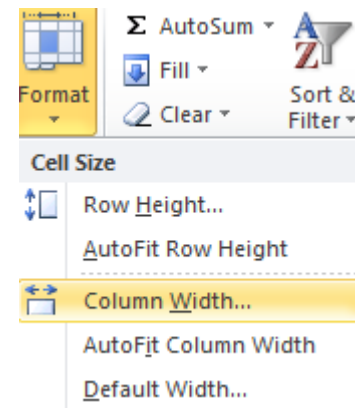 Σ AutoSum
Fill
Clear
Format
A
Z
Sort &
Filter
Cell Size
Row Height...
AutoFit Row Height
Column Width...
AutoFit Column Width
Default Width...